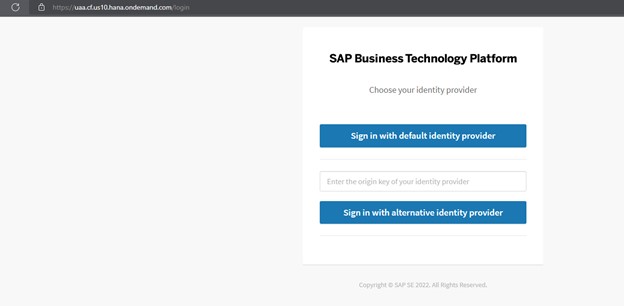 https://uaa.cf.us10.hana.ondemand.com/login
SAP Business Technology Platform
Choose your identity provider
Sign in with default identity provider
Enter the origin key of your identity provider
Sign in with alternative identity provider
Copyright © SAP SE 2022. All Rights Reserved.